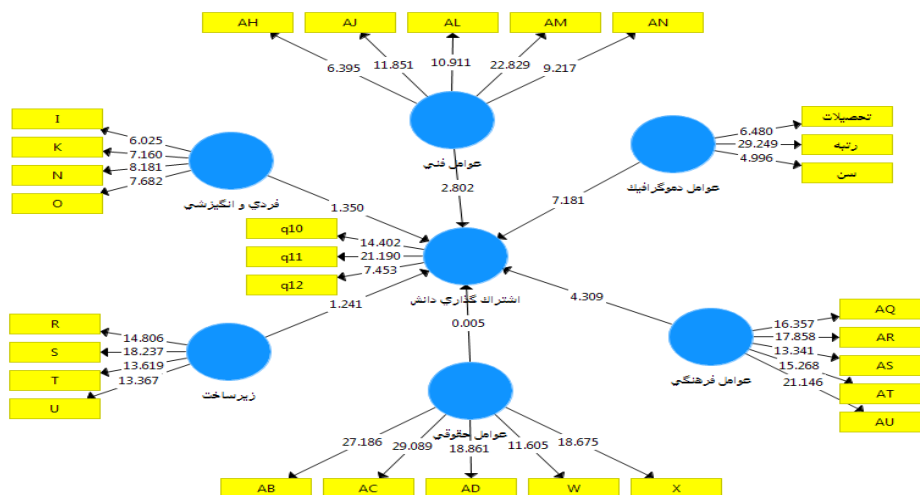 AH AJ AL AM AN
6.395 11.851 10.911 22.829 9.217
عوامل فني
I
K
N
O
6.025
7.160
8.181
7.682
فردي و انگيزشي
تحصیلات
رتبه
سن
6.480
29.249
4.996
عوامل دموگرافيك
2.802
7.181
1.350
q10
q11
q12
14.402
21.190
7.453
اشتراك گذاري دانش
1.241
4.309
0.005
R
S
T
U
14.806
18.237
13.619
13.367
زيرساخت
AQ
AR
AS
AT
AU
16.357
17.858
13.341
15.268
21.146
عوامل فرهنگي
عوامل حقوقي
27.186 29.089 18.861 11.605 18.675
AB AC AD W X